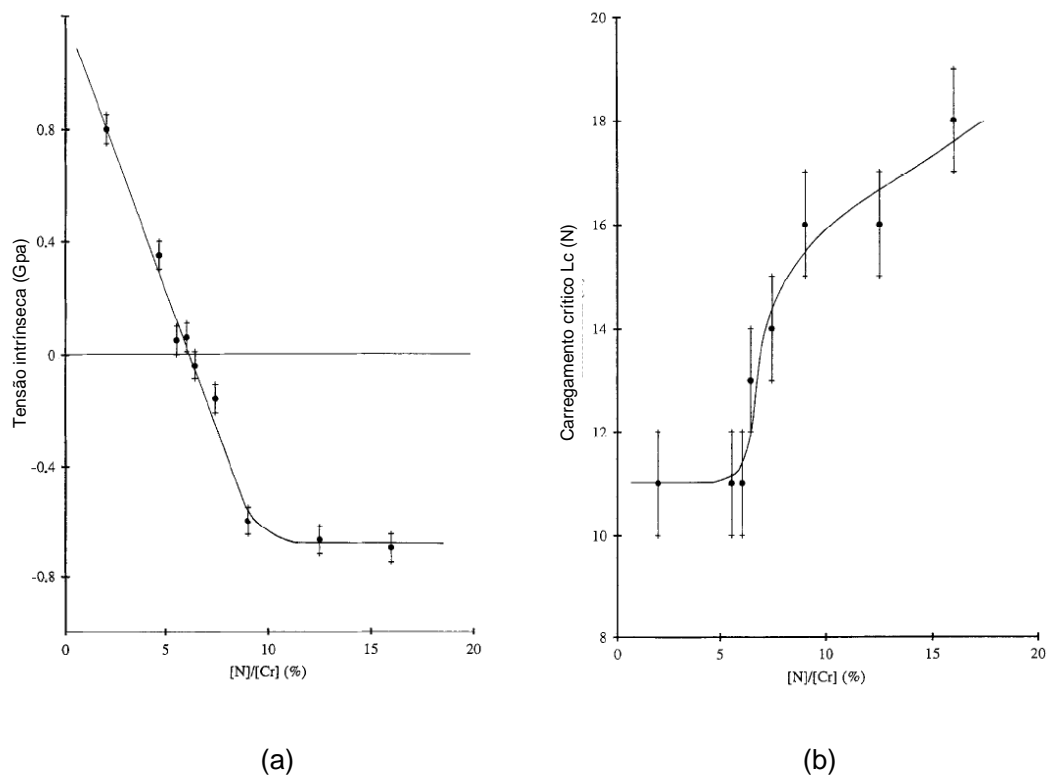 Tensão intrínseca (Gpa)
0.8
0.4
0
-0.4
-0.8
0 5 10 15 20
[N]/[Cr] (%)
(a)
Carregamento crítico Lc (N)
20
18
16
14
12
10
8
0 5 10 15 20
[N]/[Cr] (%)
(b)